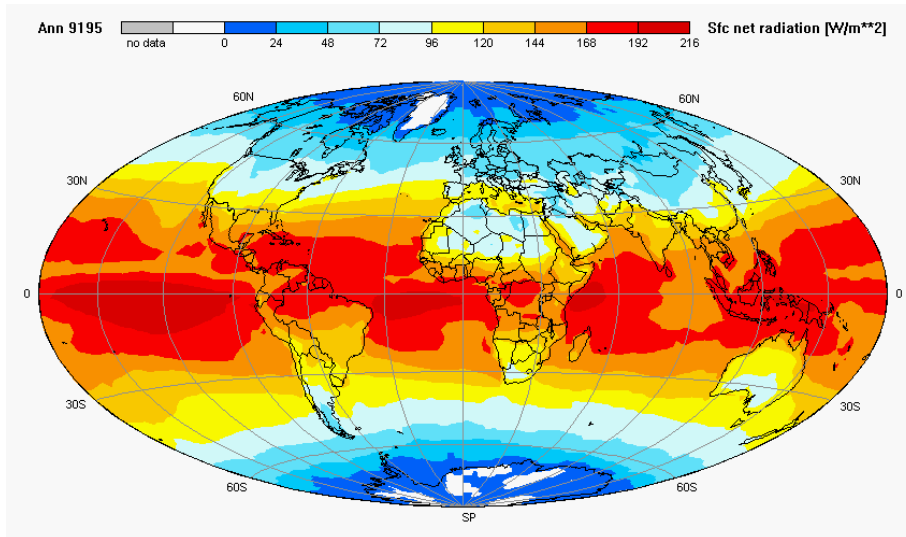 Ann 9195
Sfc net radiation [W/m**2]
no data 0 24 48 72 96 120 144 168 192 216
60N 60N
30N 30N
0 0
30S 30S
60S 60S
SP